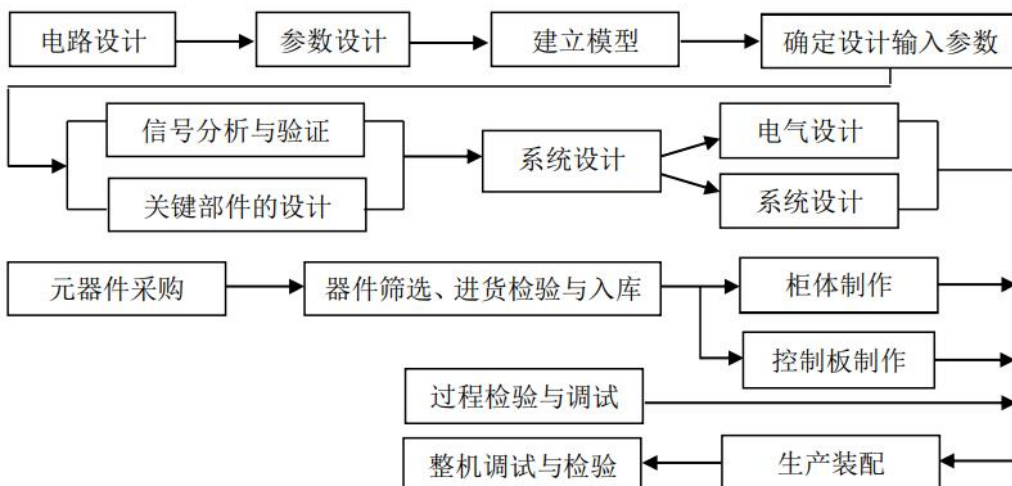 电路设计
参数设计
建立模型
确定设计输入参数
信号分析与验证
关键部件的设计
系统设计
电气设计
系统设计
元器件采购
器件筛选、进货检验与入库
柜体制作
控制板制作
过程检验与调试
整机调试与检验
生产装配